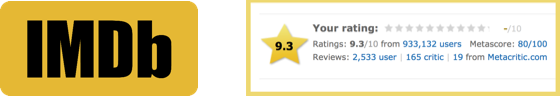 IMDb
Your rating: -/10
9.3
Ratings: 9.3/10 from 933,132 users Metascore: 80/100
Reviews: 2,533 user | 165 critic | 19 from Metacritic.com